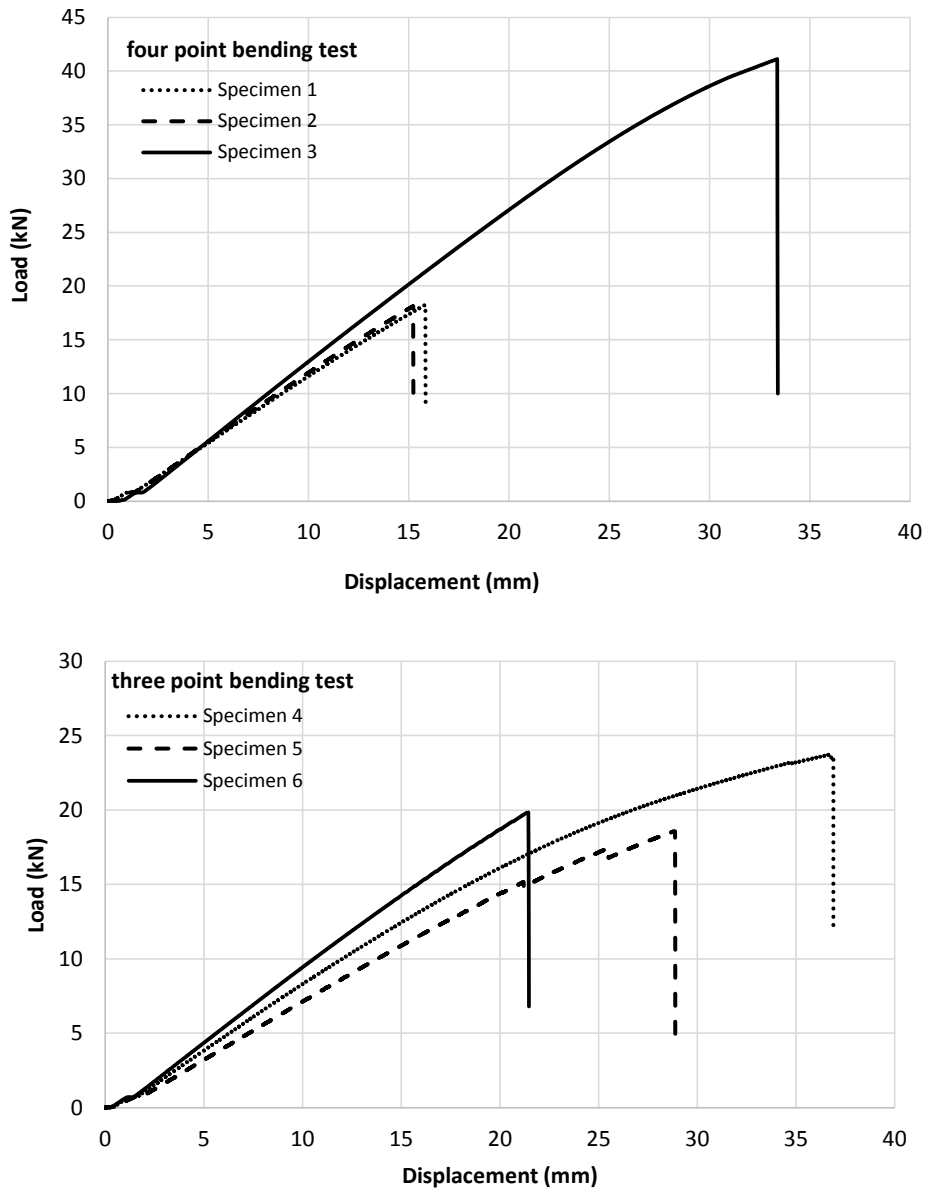 45
40
35
30
25
20
15
10
5
0
Load (kN)
four point bending test
Specimen 1
Specimen 2
Specimen 3
0 5 10 15 20 25 30 35 40
Displacement (mm)
30
25
20
15
10
5
0
Load (kN)
three point bending test
Specimen 4
Specimen 5
Specimen 6
0 5 10 15 20 25 30 35 40
Displacement (mm)